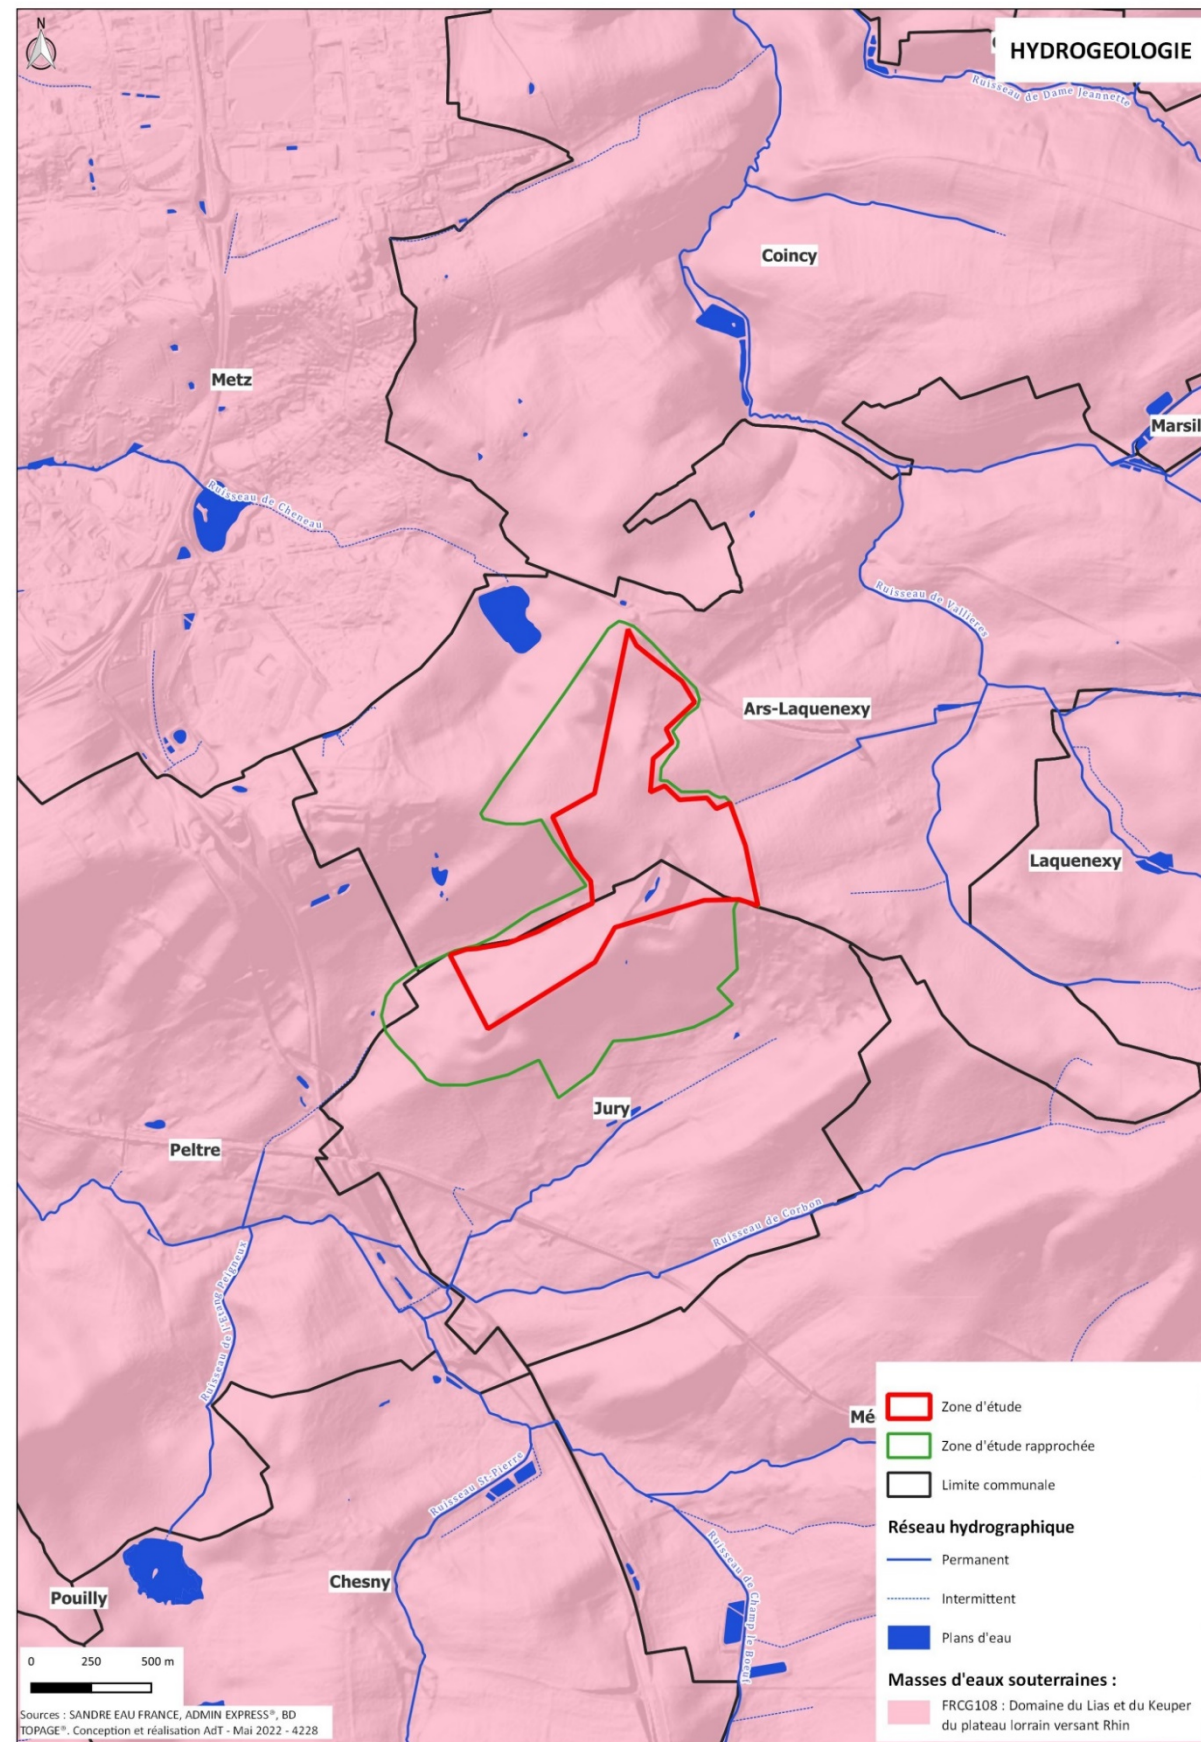 N
HYDROGEOLOGIE
Ruisseau de Dame Jeannette
Coincy
Metz
Marsil
Ruisseau de Cheneau
Ruisseau de Vallieres
Ars-Laquenexy
Laquenexy
Jury
Peltre
Ruisseau de Corbon
Ruisseau de l'Etang Peigneux
Mé
Ruisseau St-Pierre
Ruisseau de Champ le Boeuf
Chesny
Pouilly
Zone d'étude
Zone d'étude rapprochée
Limite communale
Réseau hydrographique
Permanent
Intermittent
Plans d'eau
Masses d'eaux souterraines :
FRCG108 : Domaine du Lias et du Keuper
du plateau lorrain versant Rhin
0 250 500 m
Sources : SANDRE EAU FRANCE, ADMIN EXPRESS®, BD
TOPAGE®. Conception et réalisation AdT - Mai 2022 - 4228